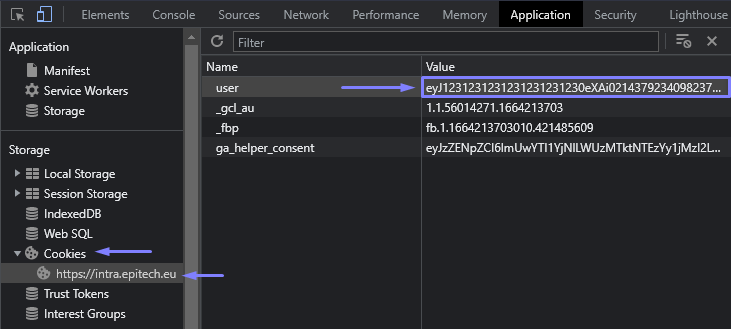 Elements Console Sources Network Performance Memory Application Security Lighthouse
Application
Manifest
Service Workers
Storage
Storage
Local Storage
Session Storage
IndexedDB
Web SQL
Cookies
https://intra.epitech.eu
Trust Tokens
Interest Groups
Filter
Name Value
user eyJ1231231231231231231230eXAi0214379234098237...
_gcl_au 1.1.56014271.1664213703
_fbp fb.1.1664213703010.421485609
ga_helper_consent eyJzZENpZCI6ImUwYTI1YjNlLWUzMTktNTEzYy1jMzI2L...